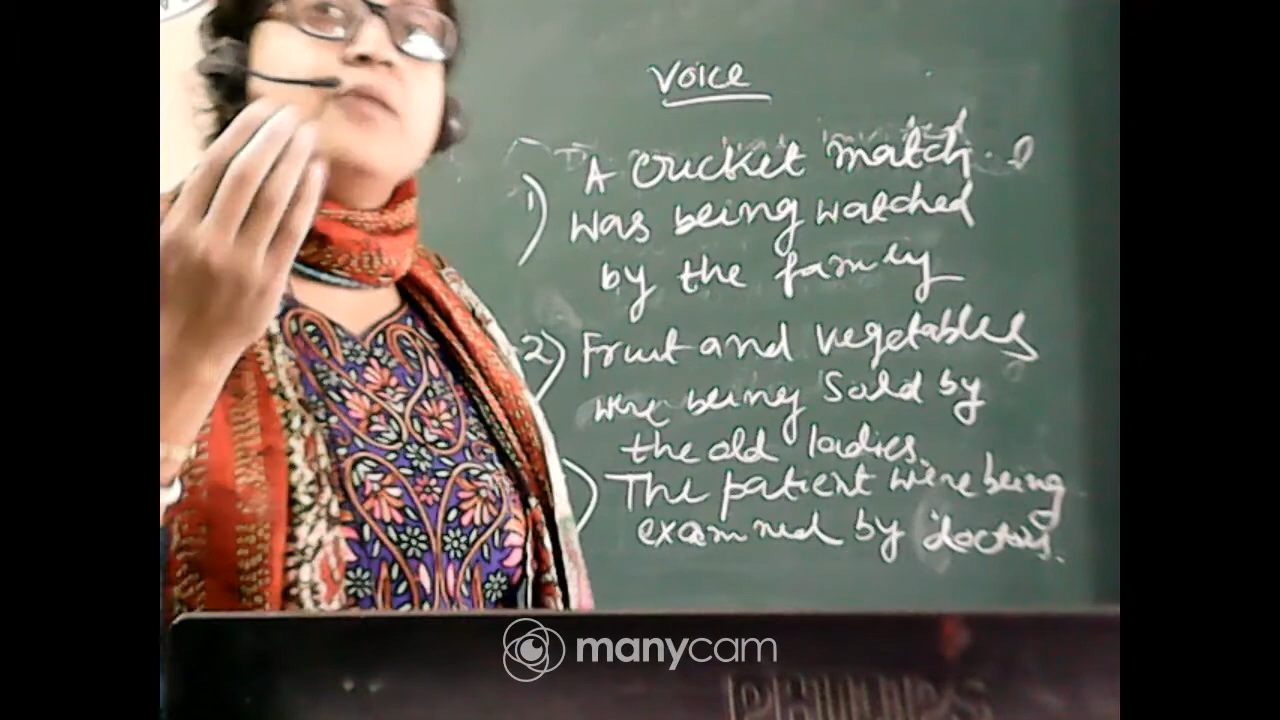 Voice
1) A cricket match
was being watched
by the family
2) Fruit and vegetables
were being sold by
the old ladies.
) The patient were being
examined by doctors.
manycam
PHILIPS